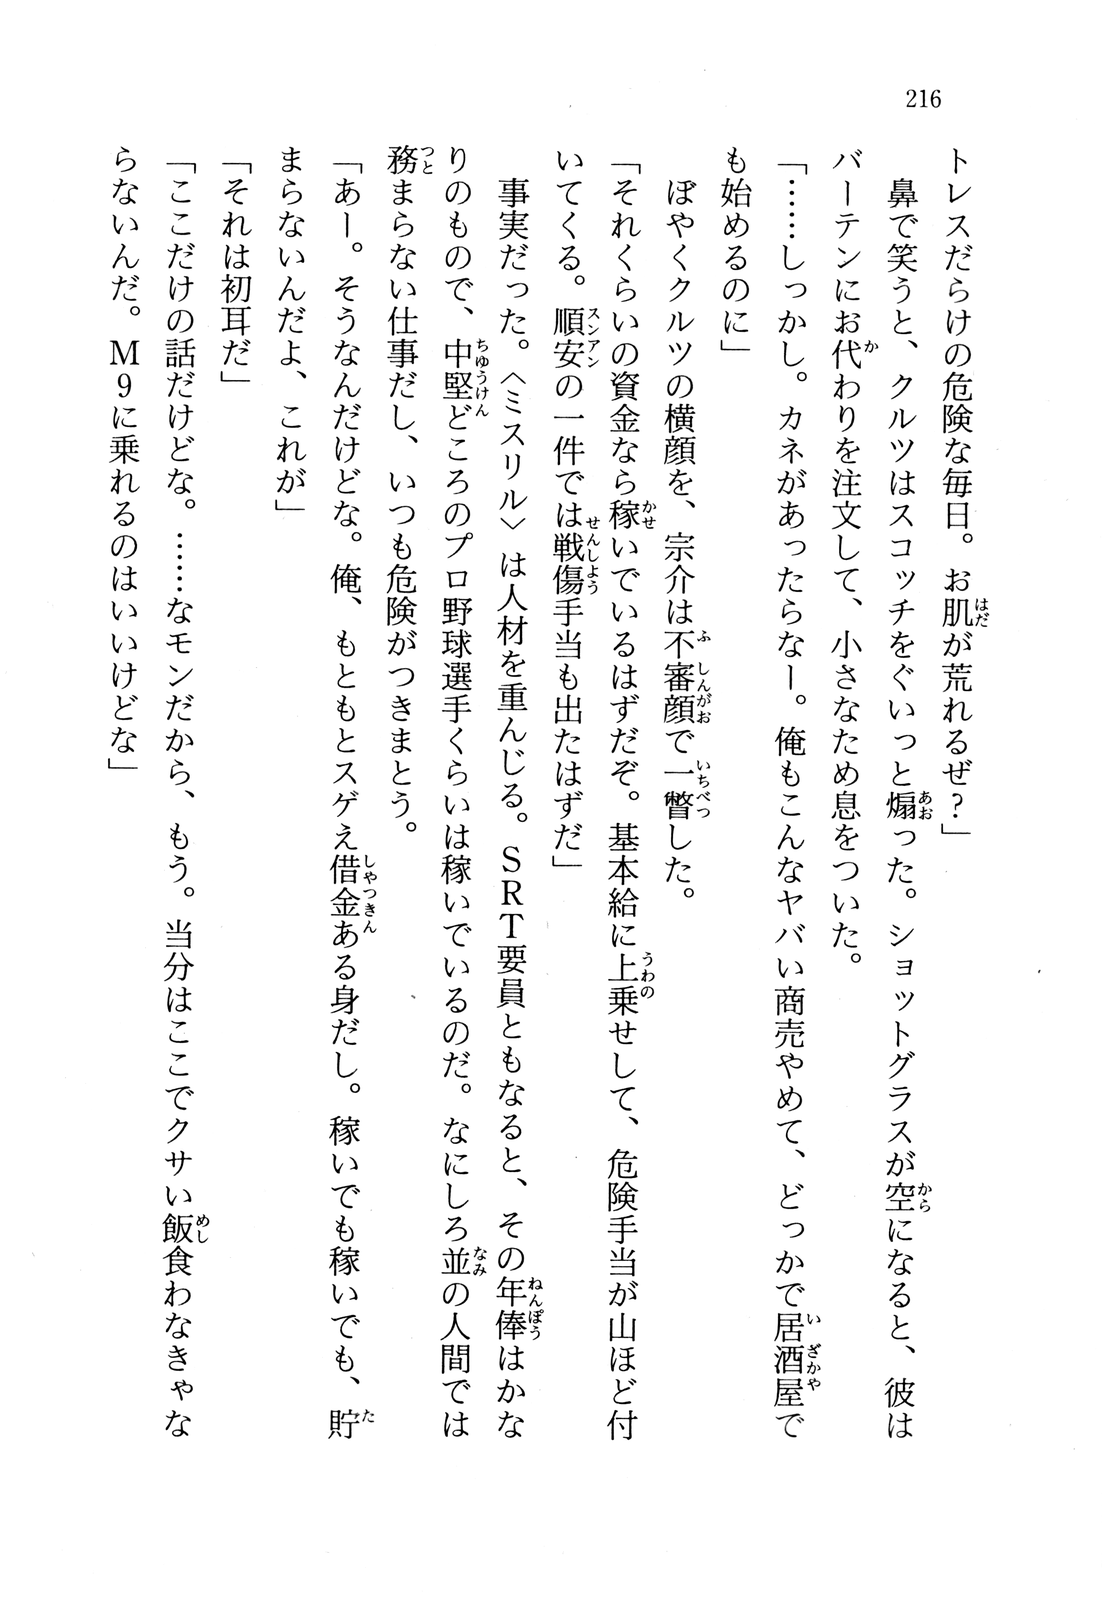 216
トレスだらけの危険な毎日。お肌が荒れるぜ?」
　鼻で笑うと、クルツはスコッチをぐいっと煽った。ショットグラスが空になると、彼は
バーテンにお代わりを注文して、小さなため息をついた。
「……しっかし。カネがあったらなー。俺もこんなヤバい商売やめて、どっかで居酒屋で
も始めるのに」
　ぼやくクルツの横顔を、宗介は不審顔で一瞥した。
「それくらいの資金なら稼いでいるはずだぞ。基本給に上乗せして、危険手当が山ほど付
いてくる。順安の一件では戦傷手当も出たはずだ」
　事実だった。〈ミスリル〉は人材を重んじる。SRT要員ともなると、その年俸はかな
りのもので、中堅どころのプロ野球選手くらいは稼いでいるのだ。なにしろ並の人間では
務まらない仕事だし、いつも危険がつきまとう。
「あー。そうなんだけどな。俺、もともとスゲえ借金ある身だし。稼いでも稼いでも、貯
まらないんだよ、これが」
「それは初耳だ」
「ここだけの話だけどな。……なモンだから、もう。当分はここでクサい飯食わなきゃな
らないんだ。M9に乗れるのはいいけどな」